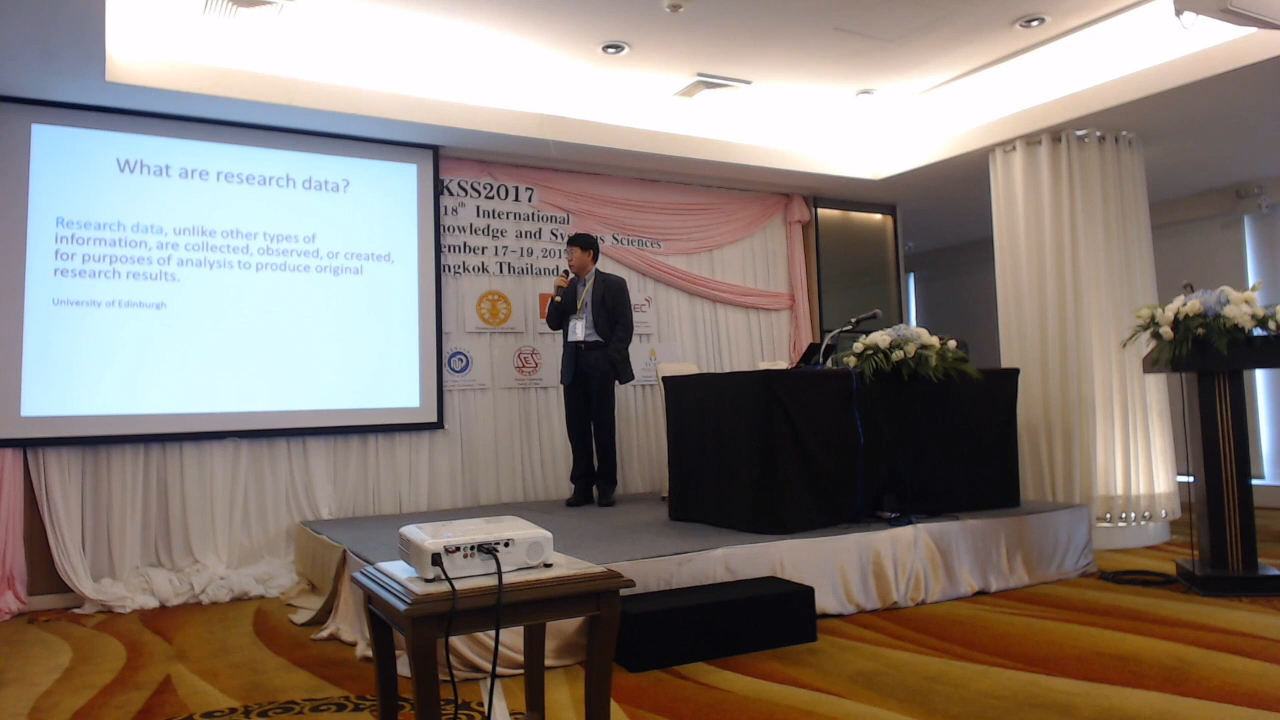 What are research data?
Research data, unlike other types of
information, are collected, observed, or created,
for purposes of analysis to produce original
research results.
University of Edinburgh
KSS2017
18th International
nowledge and Systems Sciences
ember 17-19, 2017
ngkok Thailand
EC